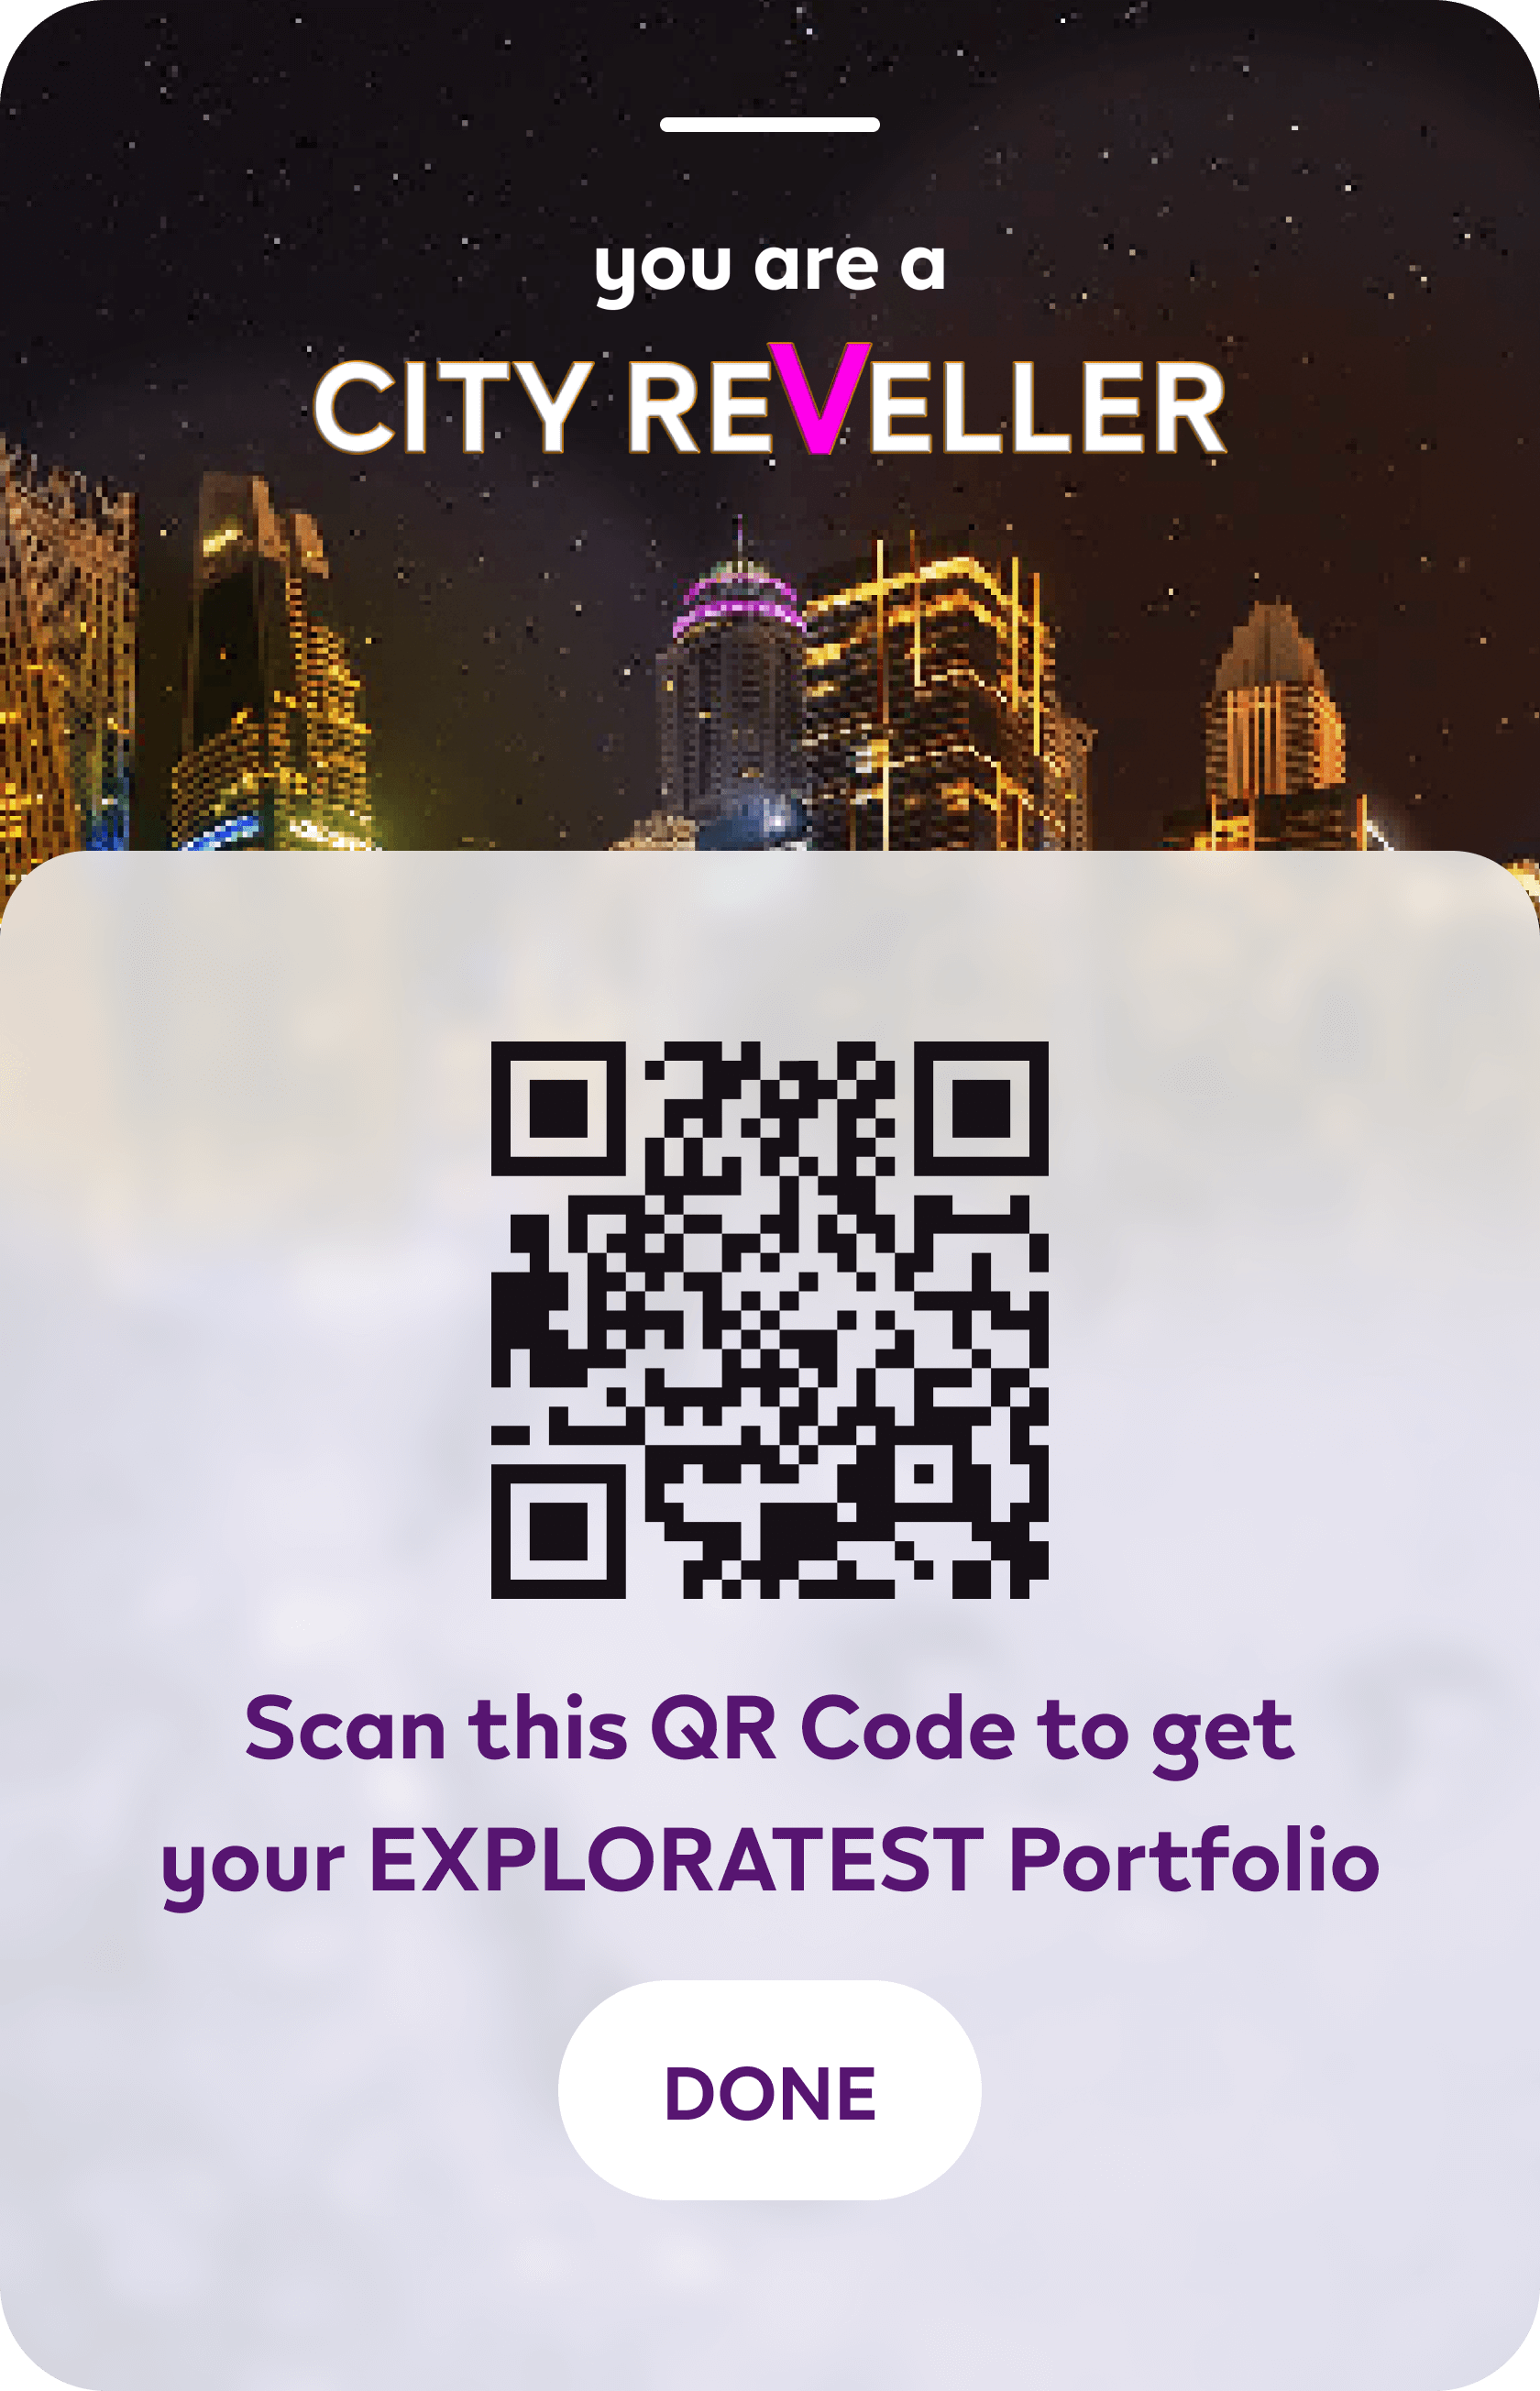 you are a
CITY REVELLER
Scan this QR Code to get
your EXPLORATEST Portfolio
DONE